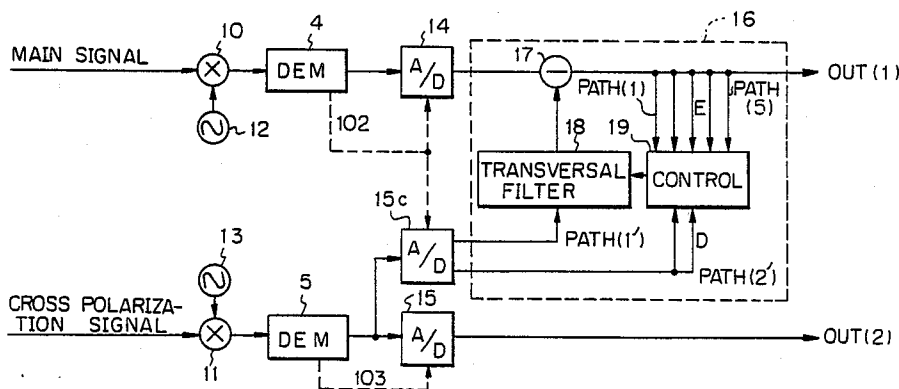 16
10
4
14
17
MAIN SIGNAL
DEM
A/D
OUT(1)
PATH(1)
E
PATH
(5)
12
102
18
19
TRANSVERSAL
FILTER
CONTROL
15c
A/D
D
PATH(1')
PATH(2')
13
5
15
CROSS POLARIZA-
TION SIGNAL
DEM
A/D
OUT(2)
11
103